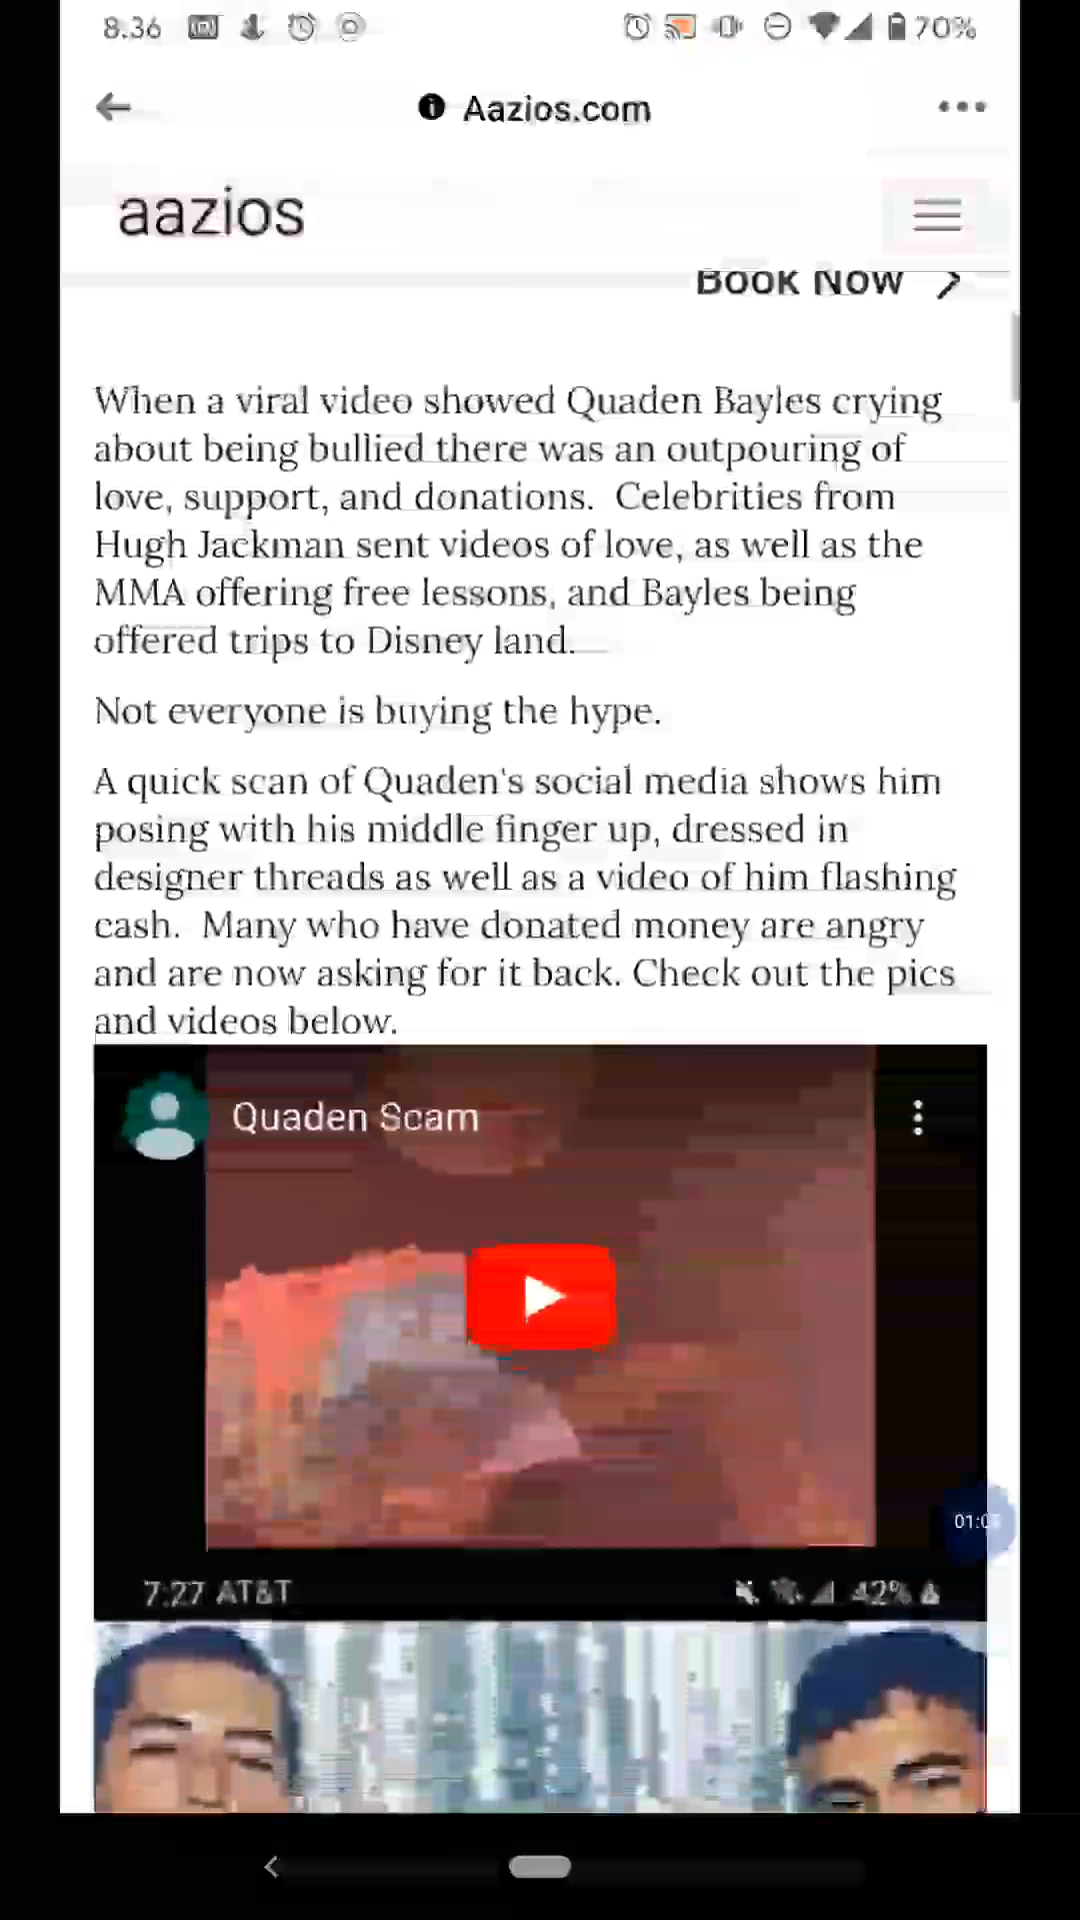 8.36 70%
Aazios.com
aazios
BOOK NOW
When a viral video showed Quaden Bayles crying
about being bullied there was an outpouring of
love, support, and donations.  Celebrities from
Hugh Jackman sent videos of love, as well as the
MMA offering free lessons, and Bayles being
offered trips to Disney land.
Not everyone is buying the hype.
A quick scan of Quaden's social media shows him
posing with his middle finger up, dressed in
designer threads as well as a video of him flashing
cash.  Many who have donated money are angry
and are now asking for it back. Check out the pics
and videos below.
Quaden Scam
7:27 AT&T 42%